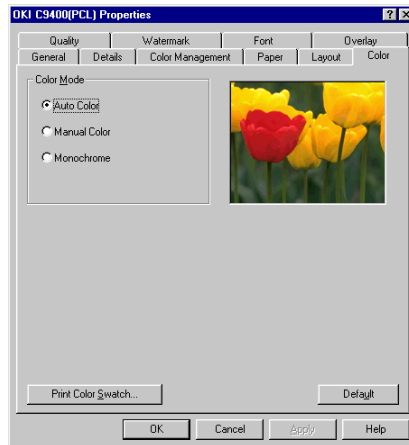 OKI C9400(PCL) Properties
Quality Watermark Font Overlay
General Details Color Management Paper Layout Color
Color Mode
Auto Color
Manual Color
Monochrome
Print Color Swatch... Default
OK Cancel Apply Help